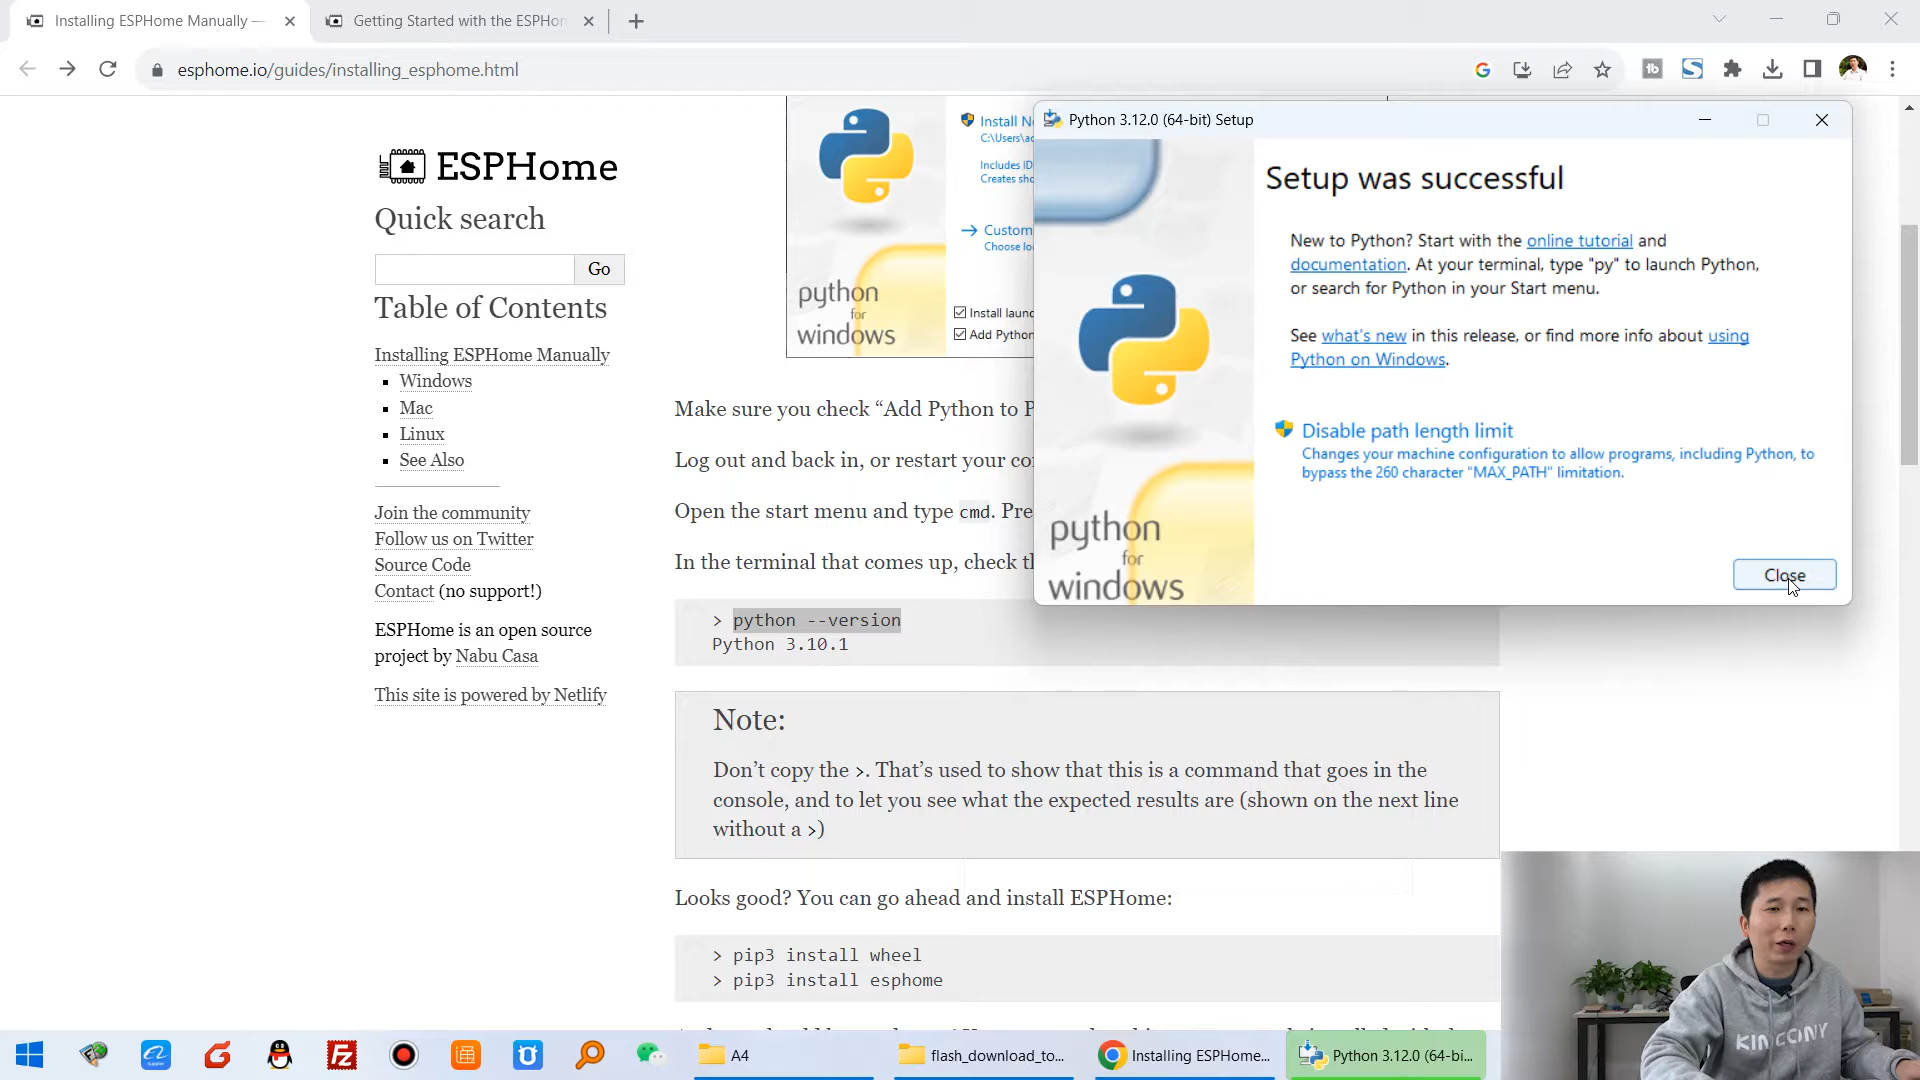 Installing ESPHome Manually —
Getting Started with the ESPHo
esphome.io/guides/installing_esphome.html
ESPHome
Quick search
Go
Table of Contents
Installing ESPHome Manually
Windows
Mac
Linux
See Also
Join the community
Follow us on Twitter
Source Code
Contact (no support!)
ESPHome is an open source
project by Nabu Casa
This site is powered by Netlify
Install N
C:\Users\a
Includes ID
Creates sho
Custom
Choose lo
python
for
windows
Install laun
Add Python
Make sure you check “Add Python to P
Log out and back in, or restart your co
Open the start menu and type cmd. Pre
In the terminal that comes up, check t
> python --version
Python 3.10.1
Note:
Don’t copy the >. That’s used to show that this is a command that goes in the
console, and to let you see what the expected results are (shown on the next line
without a >)
Looks good? You can go ahead and install ESPHome:
> pip3 install wheel
> pip3 install esphome
Python 3.12.0 (64-bit) Setup
Setup was successful
New to Python? Start with the online tutorial and
documentation. At your terminal, type "py" to launch Python,
or search for Python in your Start menu.
See what's new in this release, or find more info about using
Python on Windows.
Disable path length limit
Changes your machine configuration to allow programs, including Python, to
bypass the 260 character "MAX_PATH" limitation.
python
for
windows
Close
KINCONY
A4
flash_download_to...
Installing ESPHome...
Python 3.12.0 (64-bi...